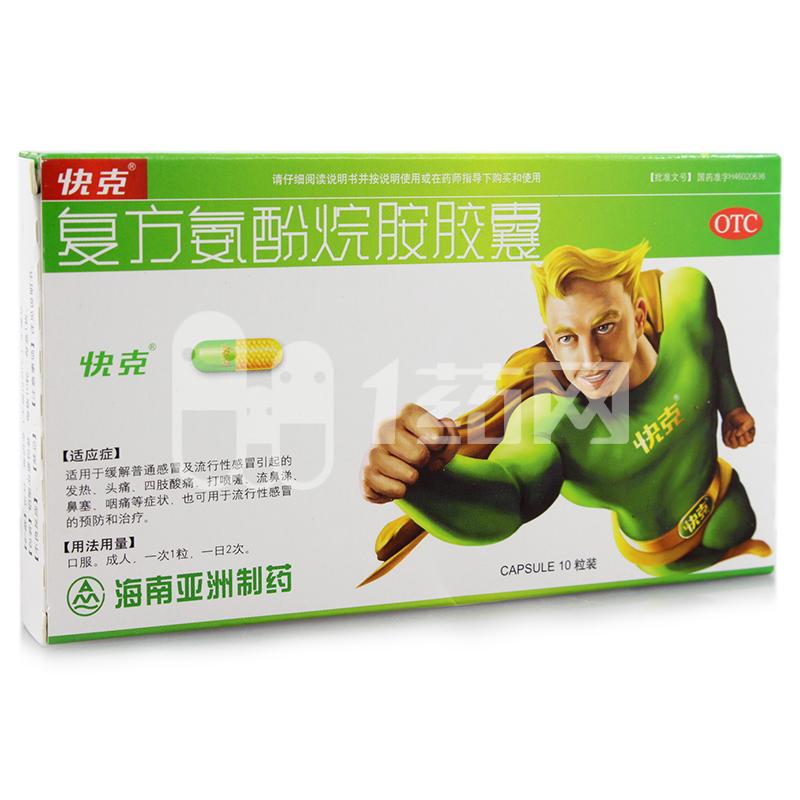 快克®
请仔细阅读说明书并按说明使用或在药师指导下购买和使用
【批准文号】国药准字H46020636
复方氨酚烷胺胶囊
OTC
快克®
1药网
快克
快克
【适应症】
适用于缓解普通感冒及流行性感冒引起的
发热、头痛、四肢酸痛、打喷嚏、流鼻涕、
鼻塞、咽痛等症状,也可用于流行性感冒
的预防和治疗。
【用法用量】
口服。成人,一次1粒,一日2次。
海南亚洲制药
CAPSULE 10 粒装